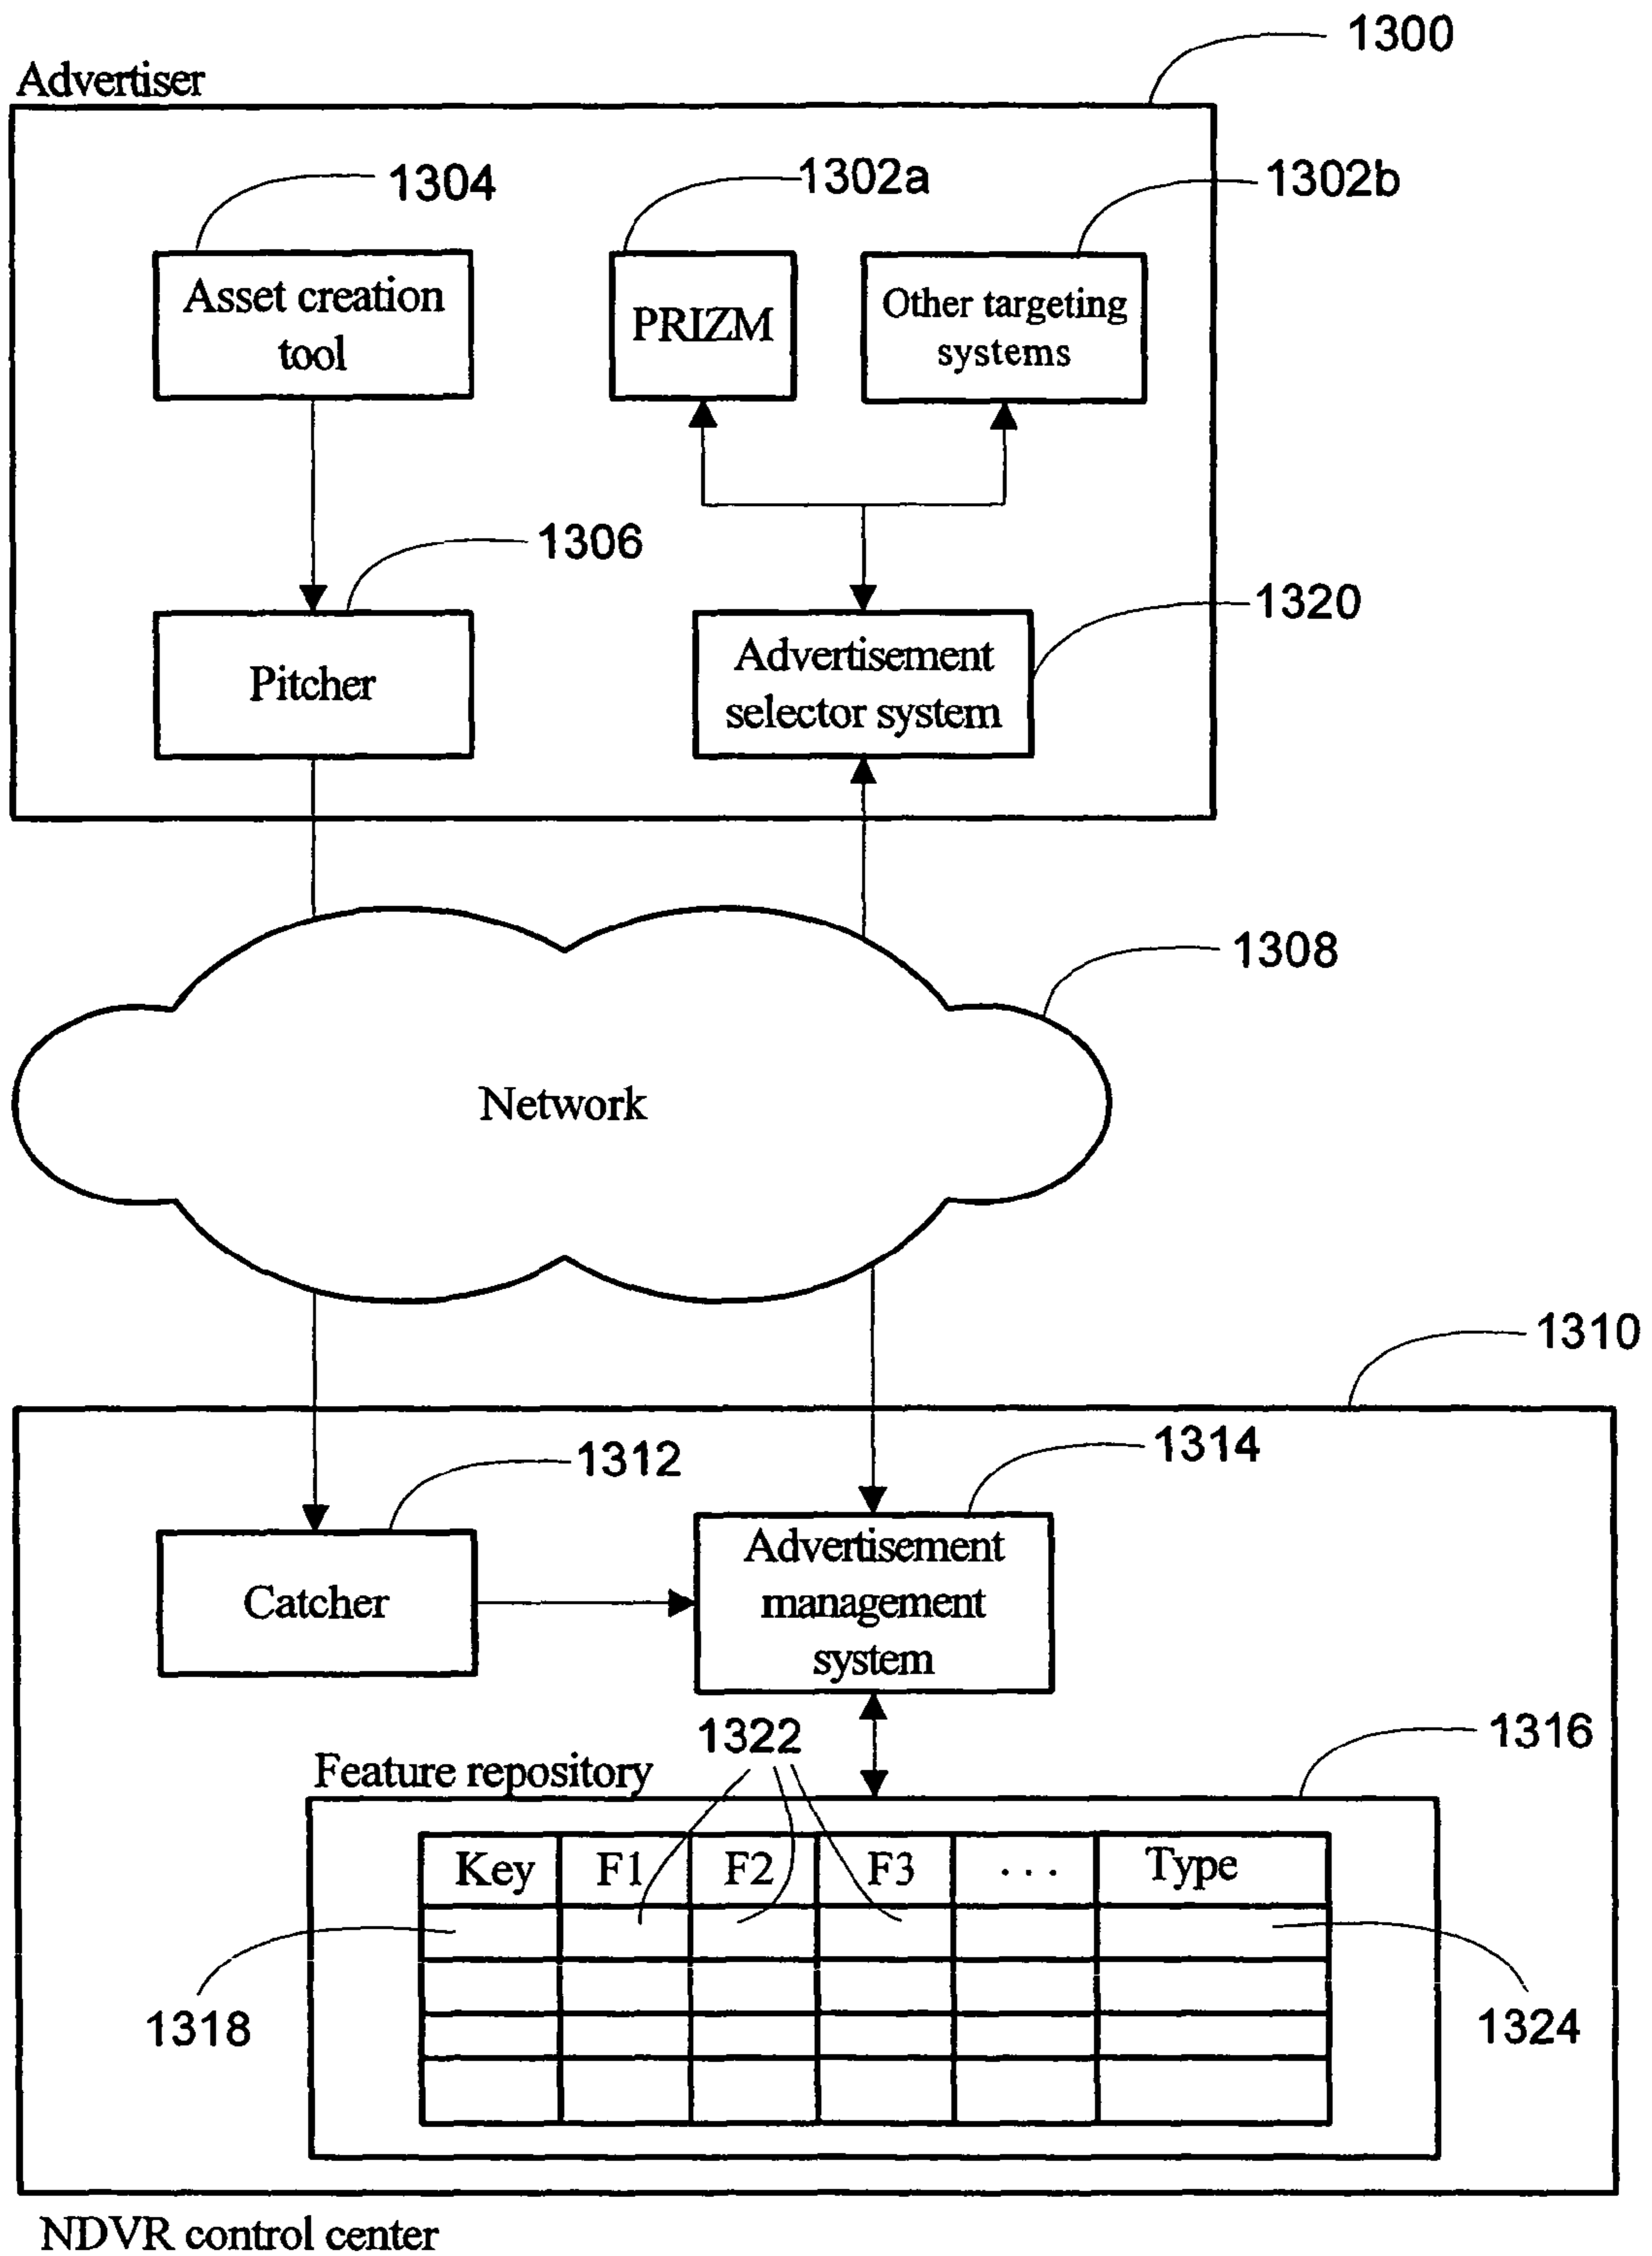 1300
Advertiser
1304
1302a
1302b
Asset creation
tool
PRIZM
Other targeting
systems
1306
1320
Pitcher
Advertisement
selector system
1308
Network
1310
1312
1314
Catcher
Advertisement
management
system
1322
1316
Feature repository
Key F1 F2 F3 ... Type
1318
1324
NDVR control center